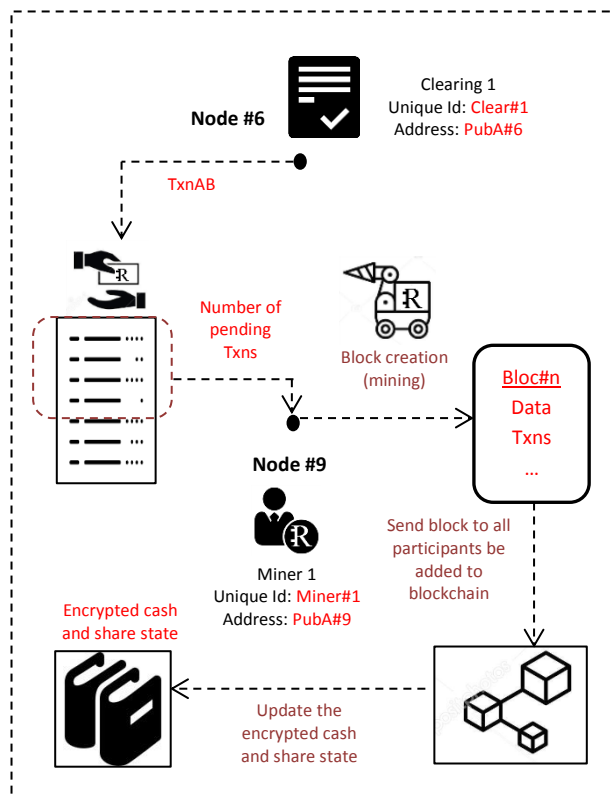 Clearing 1
Unique Id: Clear#1
Address: PubA#6
Node #6
TxnAB
R
Number of
pending
Txns
R
Block creation
(mining)
Bloc#n
Data
Txns
...
Node #9
R
Miner 1
Unique Id: Miner#1
Address: PubA#9
Send block to all
participants be
added to
blockchain
Encrypted cash
and share state
Update the
encrypted cash
and share state